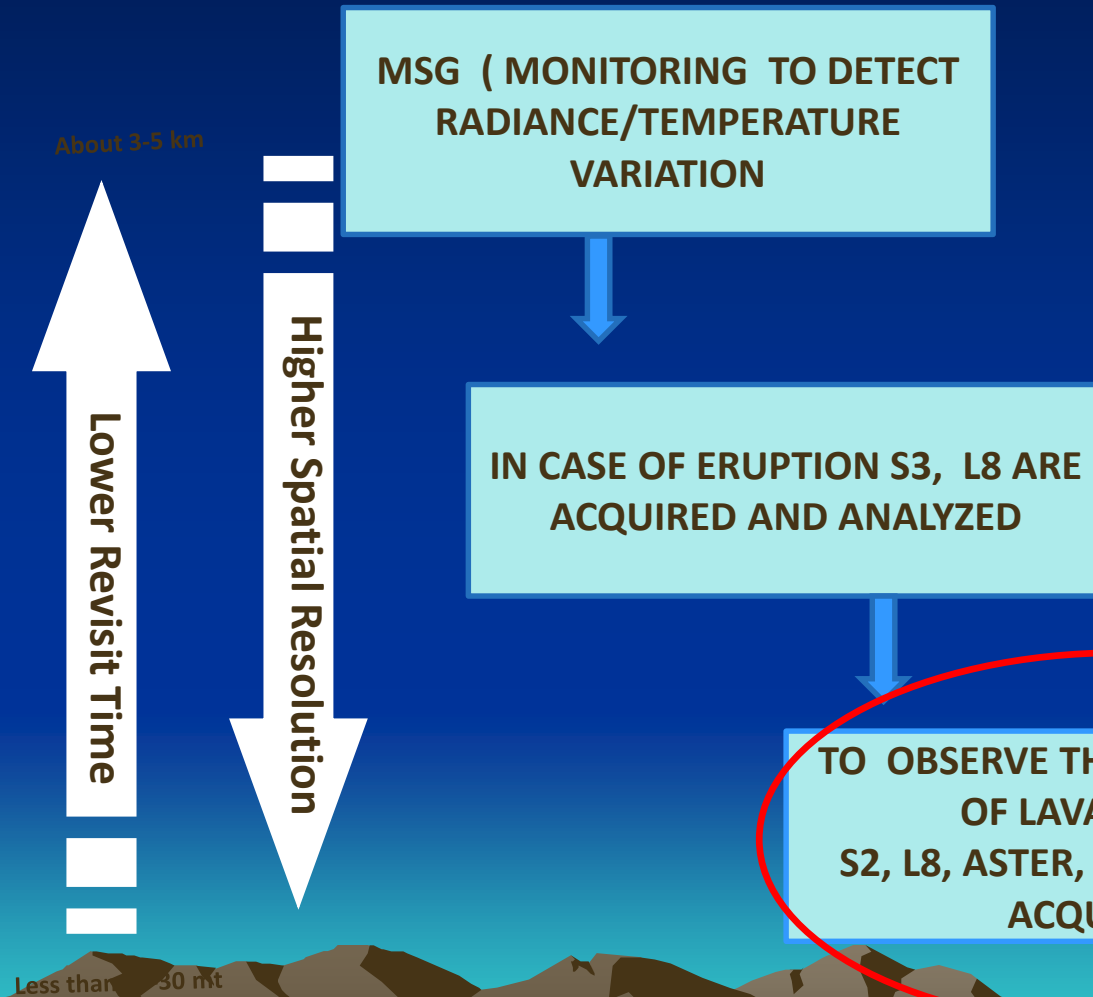 MSG ( MONITORING TO DETECT
RADIANCE/TEMPERATURE
VARIATION
About 3-5 km
Lower Revisit Time
Higher Spatial Resolution
IN CASE OF ERUPTION S3, L8 ARE
ACQUIRED AND ANALYZED
TO OBSERVE
OF LAVA
S2, L8, ASTER,
Less than 30 mt